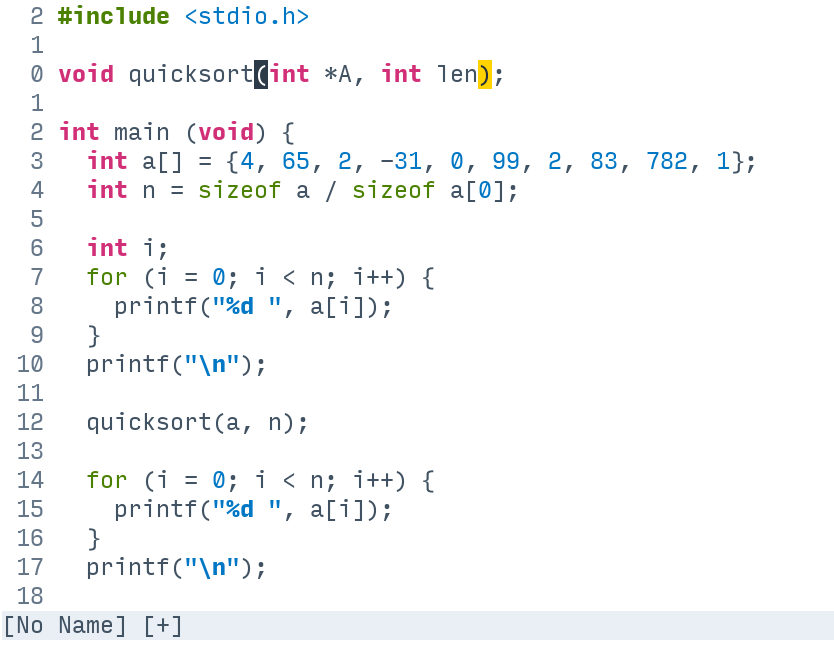 2 #include <stdio.h>
1
0 void quicksort(int *A, int len);
1
2 int main (void) {
3   int a[] = {4, 65, 2, -31, 0, 99, 2, 83, 782, 1};
4   int n = sizeof a / sizeof a[0];
5
6   int i;
7   for (i = 0; i < n; i++) {
8     printf("%d ", a[i]);
9   }
10   printf("\n");
11
12   quicksort(a, n);
13
14   for (i = 0; i < n; i++) {
15     printf("%d ", a[i]);
16   }
17   printf("\n");
18
[No Name] [+]